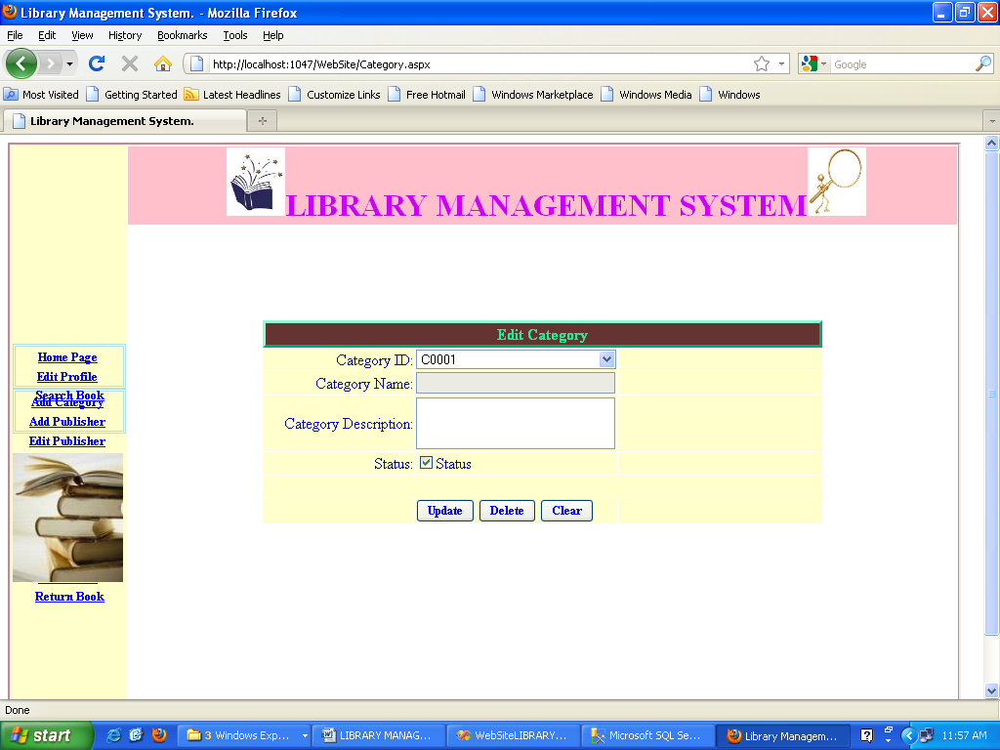 Library Management System. - Mozilla Firefox
File Edit View History Bookmarks Tools Help
http://localhost:1047/WebSite/Category.aspx
Google
Most Visited Getting Started Latest Headlines Customize Links Free Hotmail Windows Marketplace Windows Media Windows
Library Management System.
LIBRARY MANAGEMENT SYSTEM
Home Page
Edit Profile
Search Book
Add Category
Add Publisher
Edit Publisher
Return Book
Edit Category
Category ID: C0001
Category Name:
Category Description:
Status: Status
Update Delete Clear
Done
start 3 Windows Exp... LIBRARY MANAG... WebSiteLIBRARY... Microsoft SQL Se... Library Managem... 11:57 AM